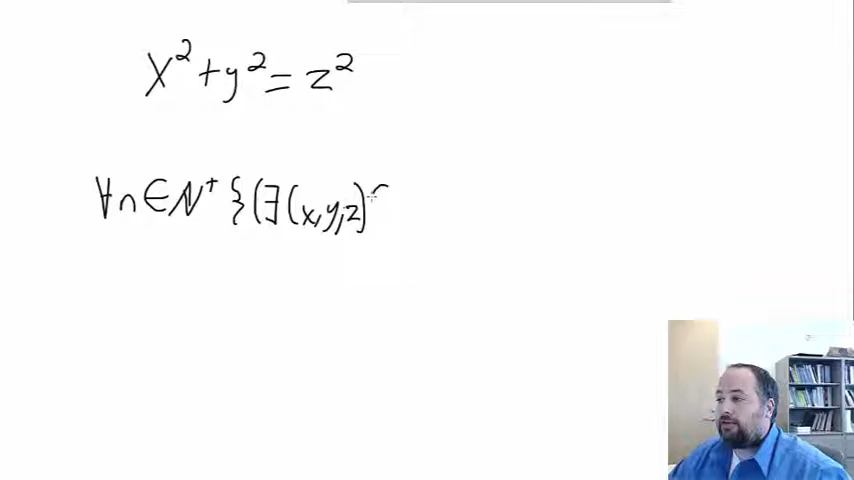 x² + y² = z²
∀n ∈ N⁺ {(∃(x,y,z)